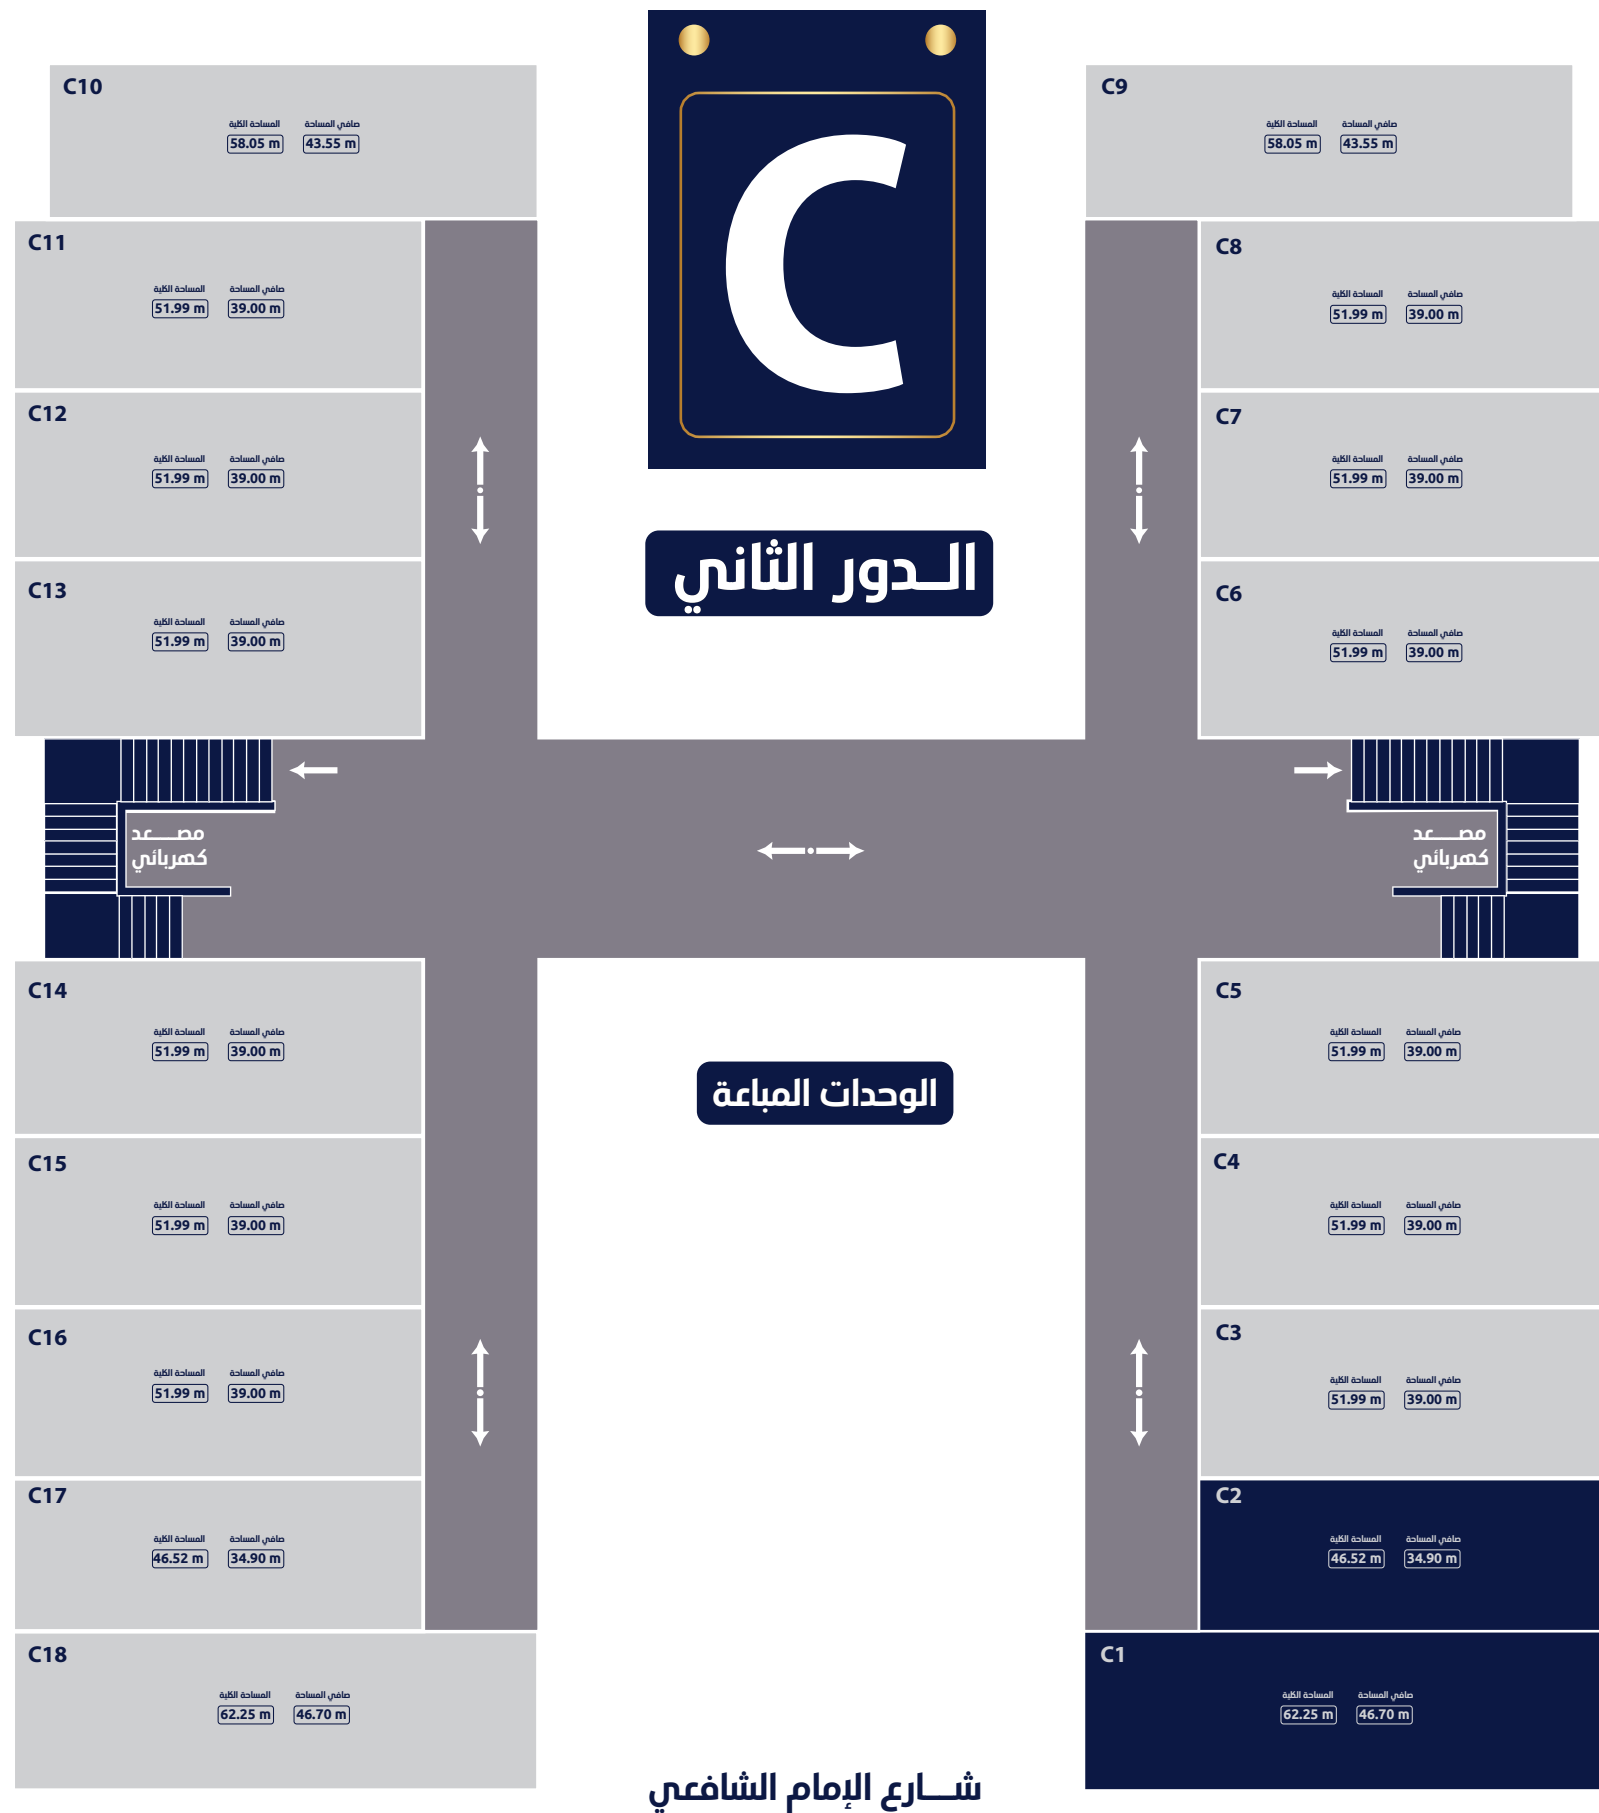 C
الــدور الثاني
C10
المساحة الكلية صافي المساحة
58.05 m 43.55 m
C11
المساحة الكلية صافي المساحة
51.99 m 39.00 m
C12
المساحة الكلية صافي المساحة
51.99 m 39.00 m
C13
المساحة الكلية صافي المساحة
51.99 m 39.00 m
مصــــعد
كهربائي
C14
المساحة الكلية صافي المساحة
51.99 m 39.00 m
C15
المساحة الكلية صافي المساحة
51.99 m 39.00 m
C16
المساحة الكلية صافي المساحة
51.99 m 39.00 m
C17
المساحة الكلية صافي المساحة
46.52 m 34.90 m
C18
المساحة الكلية صافي المساحة
62.25 m 46.70 m
C9
المساحة الكلية صافي المساحة
58.05 m 43.55 m
C8
المساحة الكلية صافي المساحة
51.99 m 39.00 m
C7
المساحة الكلية صافي المساحة
51.99 m 39.00 m
C6
المساحة الكلية صافي المساحة
51.99 m 39.00 m
مصــــعد
كهربائي
C5
المساحة الكلية صافي المساحة
51.99 m 39.00 m
C4
المساحة الكلية صافي المساحة
51.99 m 39.00 m
C3
المساحة الكلية صافي المساحة
51.99 m 39.00 m
C2
المساحة الكلية صافي المساحة
46.52 m 34.90 m
C1
المساحة الكلية صافي المساحة
62.25 m 46.70 m
الوحدات المباعة
شـــارع الإمام الشافعي